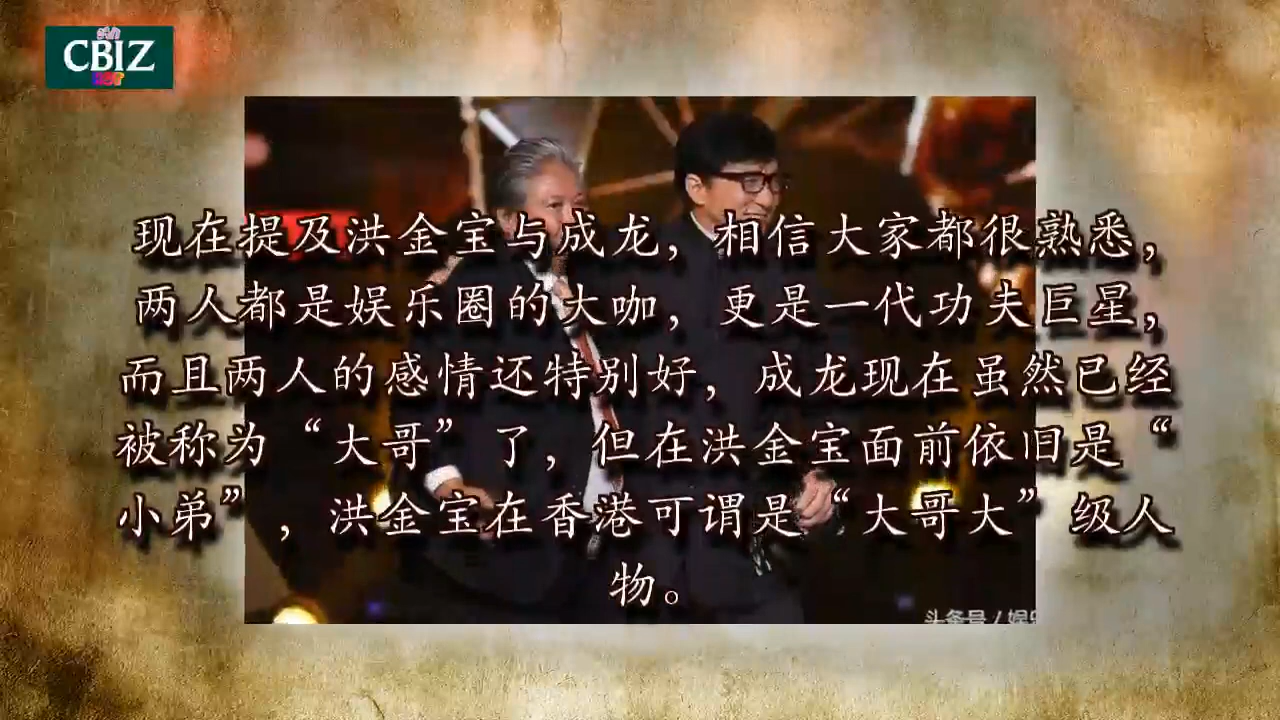 CBIZ
现在提及洪金宝与成龙，相信大家都很熟悉，
两人都是娱乐圈的大咖，更是一代功夫巨星，
而且两人的感情还特别好，成龙现在虽然已经
被称为“大哥”了，但在洪金宝面前依旧是“
小弟”，洪金宝在香港可谓是“大哥大”级人
物。
头条号 / 娱